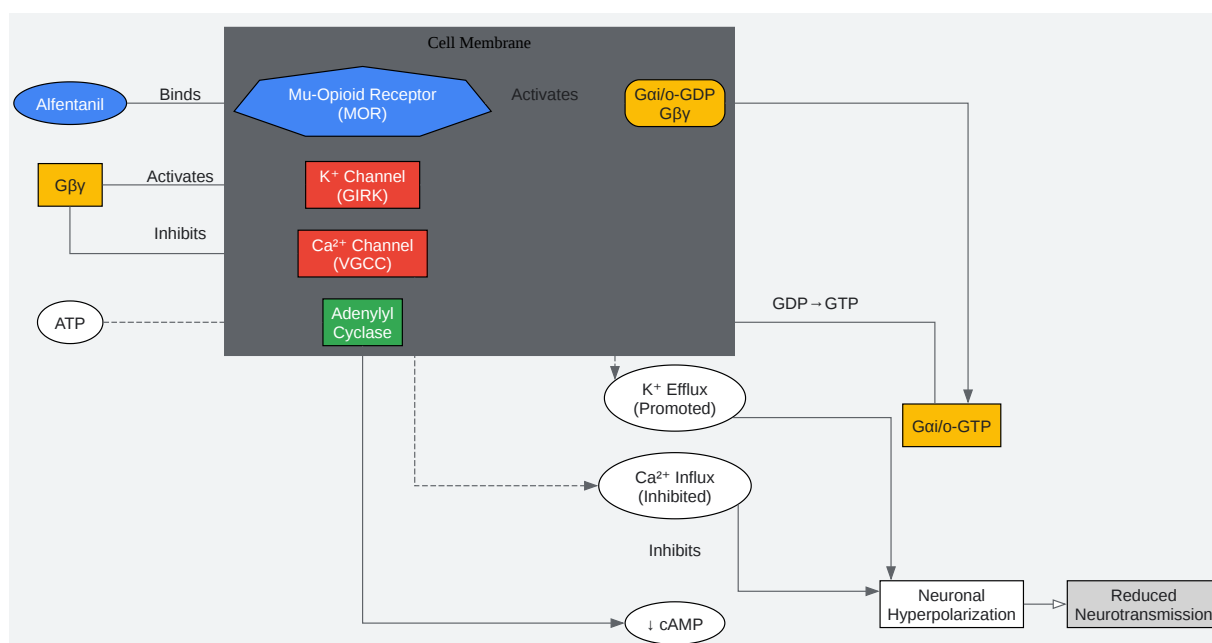 Cell Membrane
Alfentanil
Binds
Mu-Opioid Receptor
(MOR)
Activates
Gαi/o-GDP
Gβγ
Gβγ
Activates
K⁺ Channel
(GIRK)
Inhibits
Ca²⁺ Channel
(VGCC)
ATP
Adenylyl
Cyclase
GDP→GTP
K⁺ Efflux
(Promoted)
Gαi/o-GTP
Ca²⁺ Influx
(Inhibited)
Inhibits
Neuronal
Hyperpolarization
Reduced
Neurotransmission
↓ cAMP